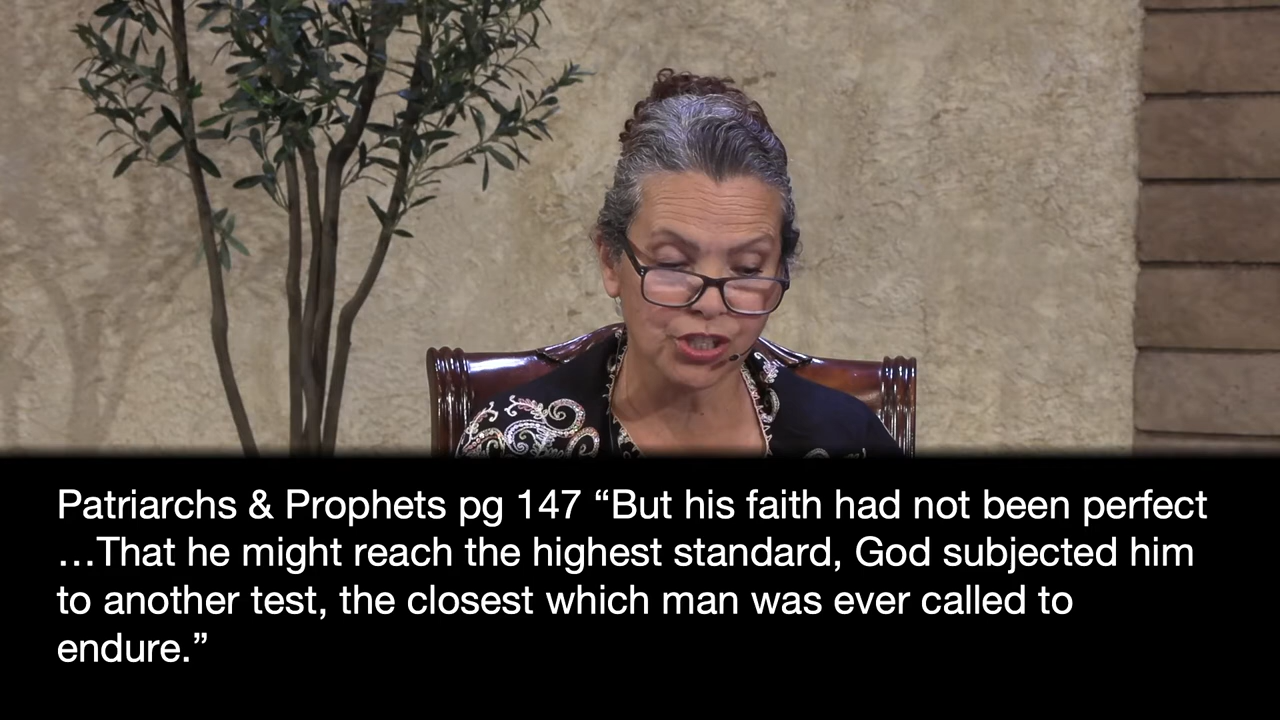 Patriarchs & Prophets pg 147 “But his faith had not been perfect
…That he might reach the highest standard, God subjected him
to another test, the closest which man was ever called to
endure.”